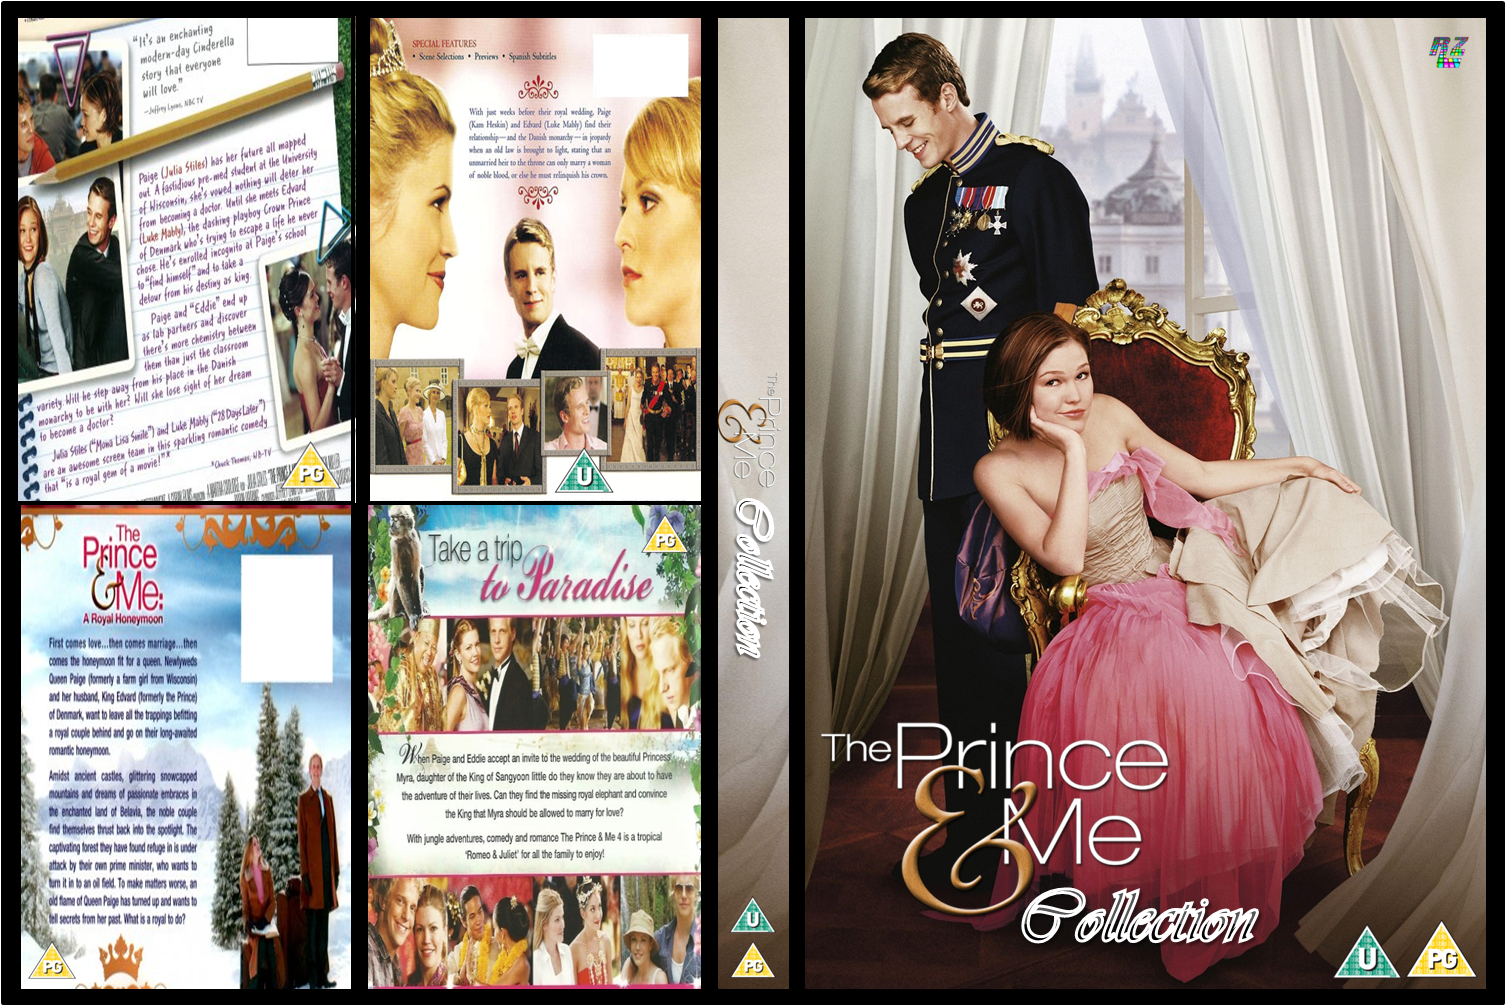 "It's an enchanting
modern-day Cinderella
story that everyone
will love."
—Jeffrey Lyons, NBC TV
Paige (Julia Stiles) has her future all mapped
out. A fastidious pre-med student at the University
of Wisconsin, she's vowed nothing will deter her
from becoming a doctor. Until she meets Edvard
(Luke Mably), the dashing playboy Crown Prince
of Denmark who's trying to escape a life he never
chose. He's enrolled incognito at Paige's school
to "find himself" and to take a
detour from his destiny as king.
Paige and "Eddie" end up
as lab partners and discover
there's more chemistry between
them than just the classroom
variety. Will he step away from his place in the Danish
monarchy to be with her? Will she lose sight of her dream
to become a doctor?
Julia Stiles ("Mona Lisa Smile") and Luke Mably ("28 Days Later")
are an awesome screen team in this sparkling romantic comedy
that "is a royal gem of a movie!"*
*Chuck Thomas, WB-TV
PG
SPECIAL FEATURES
• Scene Selections • Previews • Spanish Subtitles
With just weeks before their royal wedding, Paige
(Kam Heskin) and Edvard (Luke Mably) find their
relationship—and the Danish monarchy—in jeopardy
when an old law is brought to light, stating that an
unmarried heir to the throne can only marry a woman
of noble blood, or else he must relinquish his crown.
U
The
Prince
& Me:
A Royal Honeymoon
First comes love...then comes marriage...then
comes the honeymoon fit for a queen. Newlyweds
Queen Paige (formerly a farm girl from Wisconsin)
and her husband, King Edvard (formerly the Prince)
of Denmark, want to leave all the trappings befitting
a royal couple behind and go on their long-awaited
romantic honeymoon.
Amidst ancient castles, glittering snowcapped
mountains and dreams of passionate embraces in
the enchanted land of Belavia, the noble couple
find themselves thrust back into the spotlight. The
captivating forest they have found refuge in is under
attack by their own prime minister, who wants to
turn it in to an oil field. To make matters worse, an
old flame of Queen Paige has turned up and wants to
tell secrets from her past. What is a royal to do?
PG
Take a trip
to Paradise
PG
When Paige and Eddie accept an invite to the wedding of the beautiful Princess
Myra, daughter of the King of Sangyoon little do they know they are about to have
the adventure of their lives. Can they find the missing royal elephant and convince
the King that Myra should be allowed to marry for love?
With jungle adventures, comedy and romance The Prince & Me 4 is a tropical
'Romeo & Juliet' for all the family to enjoy!
The Prince
& Me
Collection
U
PG
The Prince
& Me
Collection
U
PG